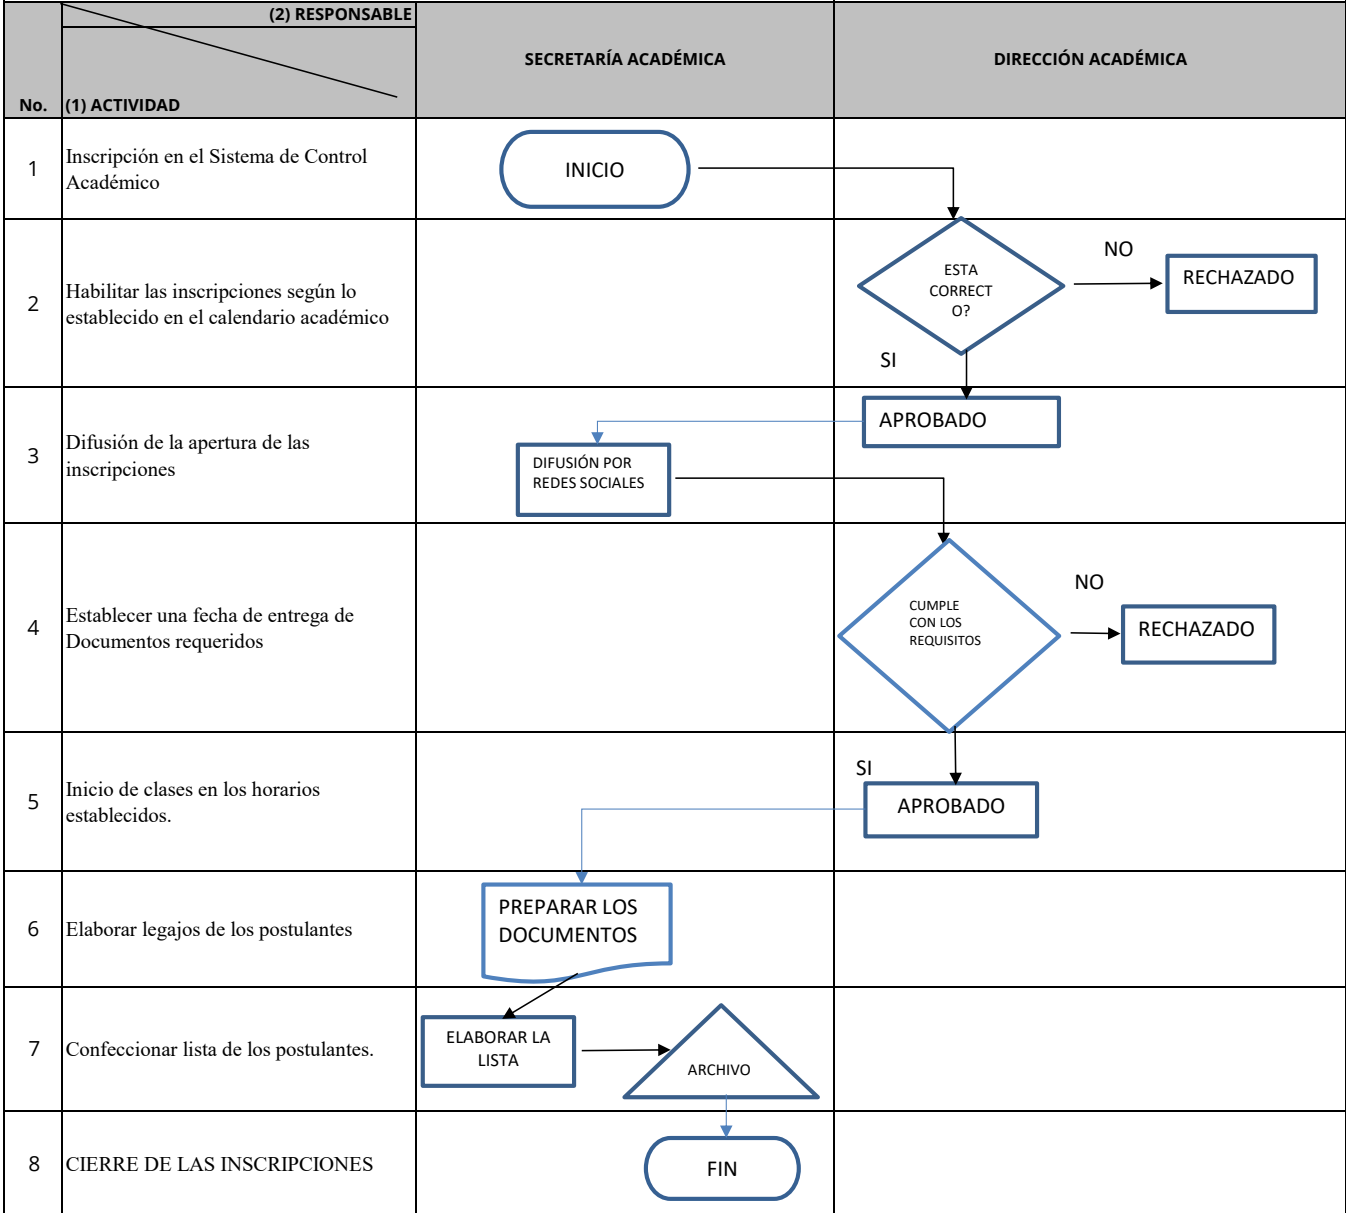 (2) RESPONSABLE
SECRETARÍA ACADÉMICA
DIRECCIÓN ACADÉMICA
No.
(1) ACTIVIDAD
1
Inscripción en el Sistema de Control
Académico
INICIO
2
Habilitar las inscripciones según lo
establecido en el calendario académico
ESTA
CORRECT
O?
NO
RECHAZADO
SI
3
Difusión de la apertura de las
inscripciones
APROBADO
DIFUSIÓN POR
REDES SOCIALES
4
Establecer una fecha de entrega de
Documentos requeridos
CUMPLE
CON LOS
REQUISITOS
NO
RECHAZADO
5
Inicio de clases en los horarios
establecidos.
SI
APROBADO
6
Elaborar legajos de los postulantes
PREPARAR LOS
DOCUMENTOS
7
Confeccionar lista de los postulantes.
ELABORAR LA
LISTA
ARCHIVO
8
CIERRE DE LAS INSCRIPCIONES
FIN